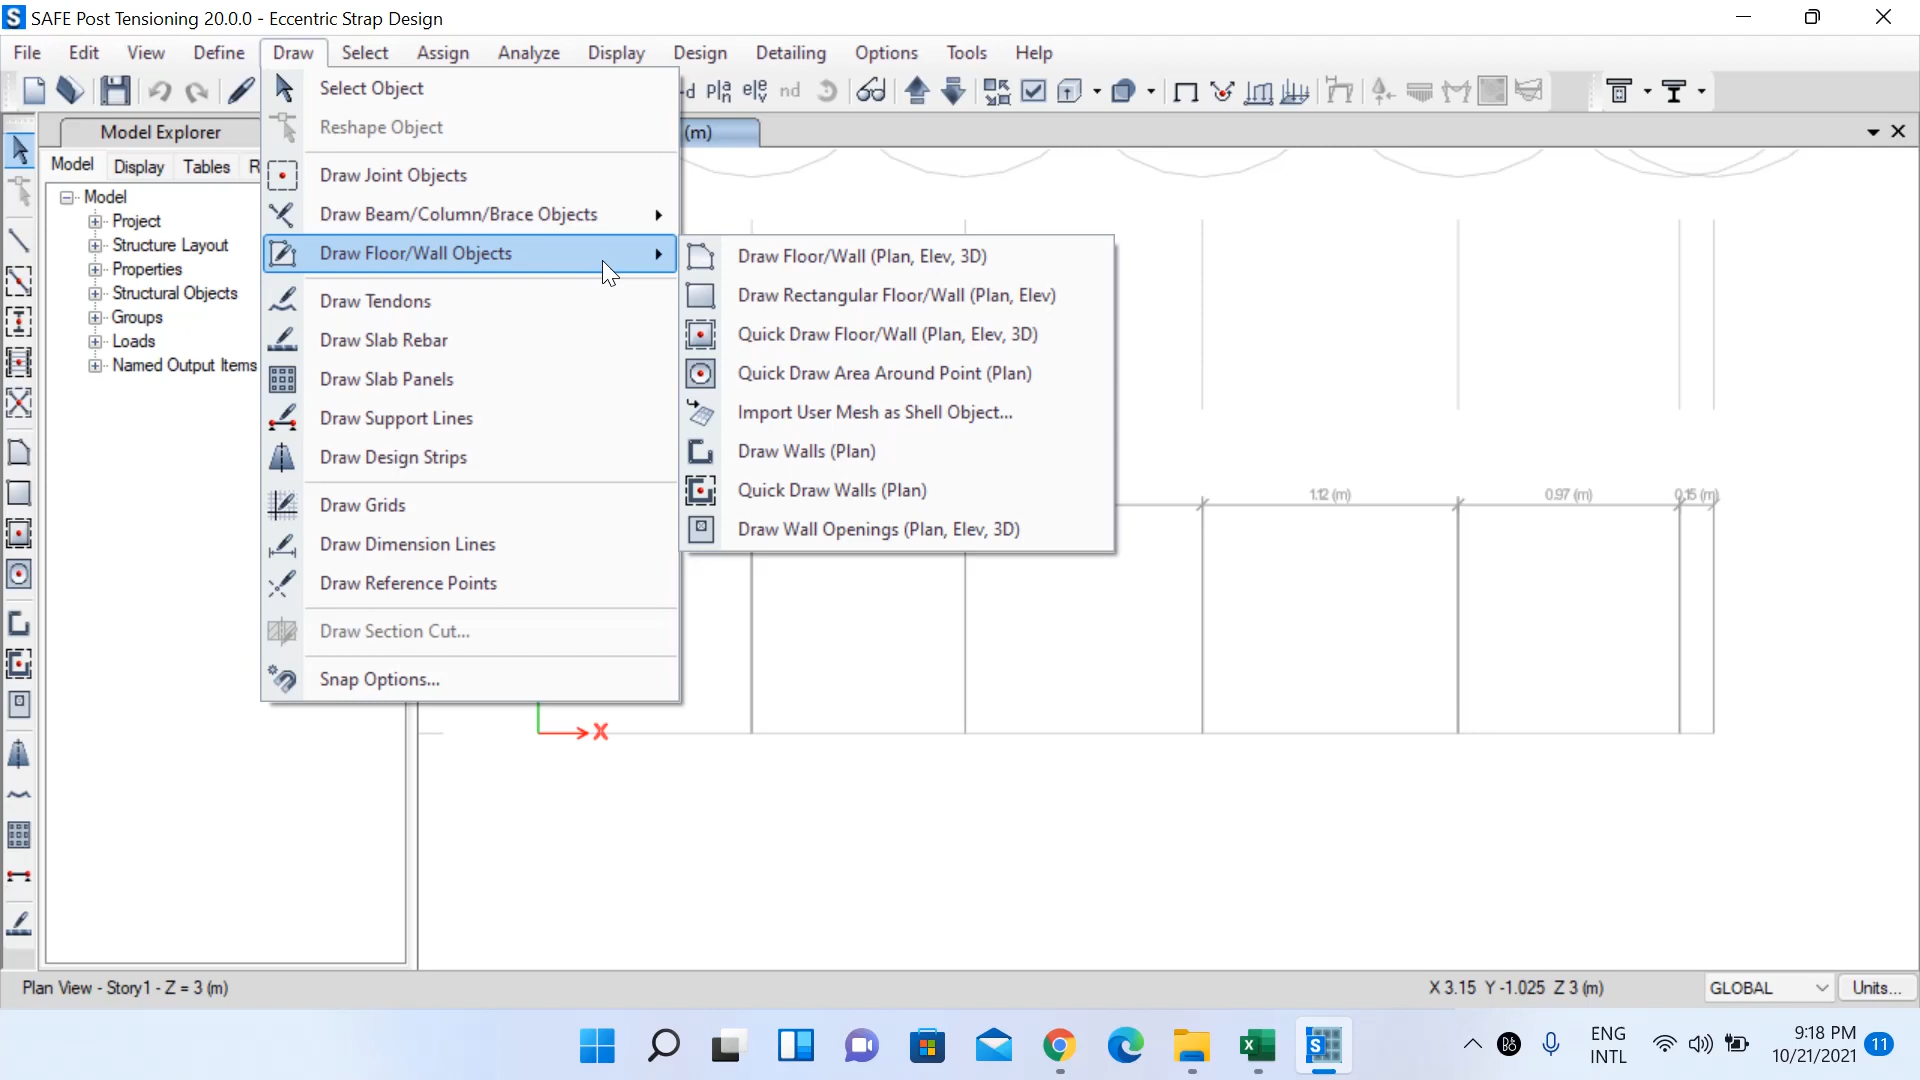 SAFE Post Tensioning 20.0.0 - Eccentric Strap Design
File Edit View Define Draw Select Assign Analyze Display Design Detailing Options Tools Help
Model Explorer
(m)
Model Display Tables R
Model
Project
Structure Layout
Properties
Structural Objects
Groups
Loads
Named Output Items
Select Object
Reshape Object
Draw Joint Objects
Draw Beam/Column/Brace Objects
Draw Floor/Wall Objects
Draw Tendons
Draw Slab Rebar
Draw Slab Panels
Draw Support Lines
Draw Design Strips
Draw Grids
Draw Dimension Lines
Draw Reference Points
Draw Section Cut...
Snap Options...
Draw Floor/Wall (Plan, Elev, 3D)
Draw Rectangular Floor/Wall (Plan, Elev)
Quick Draw Floor/Wall (Plan, Elev, 3D)
Quick Draw Area Around Point (Plan)
Import User Mesh as Shell Object...
Draw Walls (Plan)
Quick Draw Walls (Plan)
Draw Wall Openings (Plan, Elev, 3D)
1.12 (m) 0.97 (m) 0.15 (m)
X
Plan View - Story1 - Z = 3 (m)
X 3.15 Y -1.025 Z 3 (m)
GLOBAL
Units...
ENG
INTL
9:18 PM
10/21/2021
11